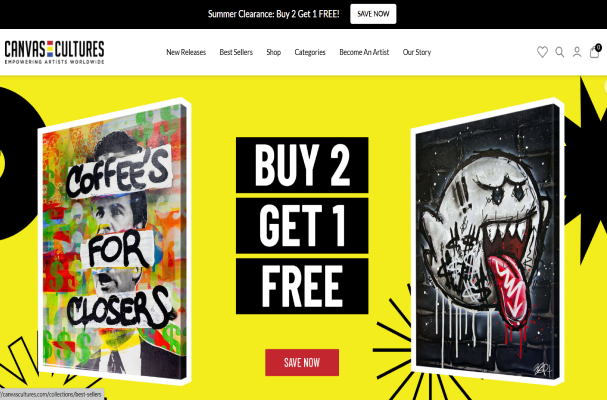 Summer Clearance: Buy 2 Get 1 FREE! SAVE NOW
CANVAS CULTURES
EMPOWERING ARTISTS WORLDWIDE
New Releases Best Sellers Shop Categories Become An Artist Our Story
0
BUY 2
GET 1
FREE
SAVE NOW
COFFEE'S
FOR
CLOSERS
/canvascultures.com/collections/best-sellers